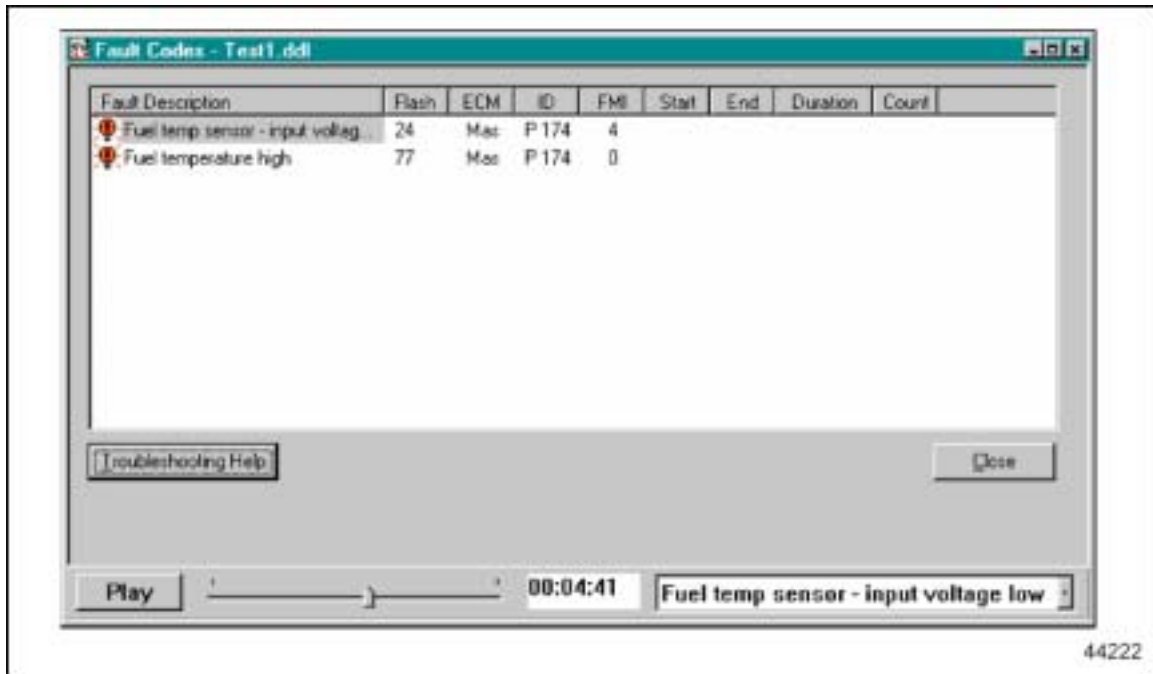 Fault Codes - Test1.ddl
Fault Description Flash ECM ID FMI Start End Duration Count
Fuel temp sensor - input voltag... 24 Mas P 174 4
Fuel temperature high 77 Mas P 174 0
Troubleshooting Help Close
Play 00:04:41 Fuel temp sensor - input voltage low
44222